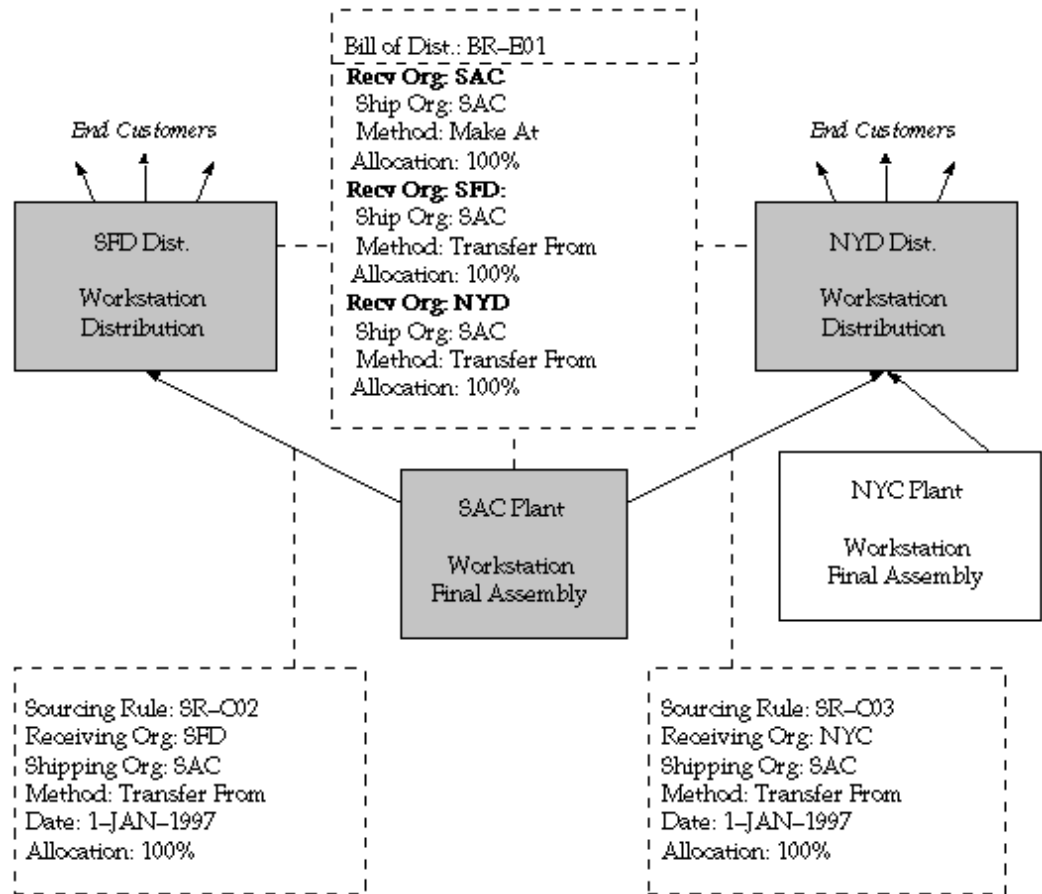 Bill of Dist.: BR–E01
Recv Org: SAC
Ship Org: SAC
Method: Make At
Allocation: 100%
Recv Org: SFD:
Ship Org: SAC
Method: Transfer From
Allocation: 100%
Recv Org: NYD
Ship Org: SAC
Method: Transfer From
Allocation: 100%
End Customers
SFD Dist.
Workstation
Distribution
End Customers
NYD Dist.
Workstation
Distribution
SAC Plant
Workstation
Final Assembly
NYC Plant
Workstation
Final Assembly
Sourcing Rule: SR–C02
Receiving Org: SFD
Shipping Org: SAC
Method: Transfer From
Date: 1–JAN–1997
Allocation: 100%
Sourcing Rule: SR–C03
Receiving Org: NYC
Shipping Org: SAC
Method: Transfer From
Date: 1–JAN–1997
Allocation: 100%